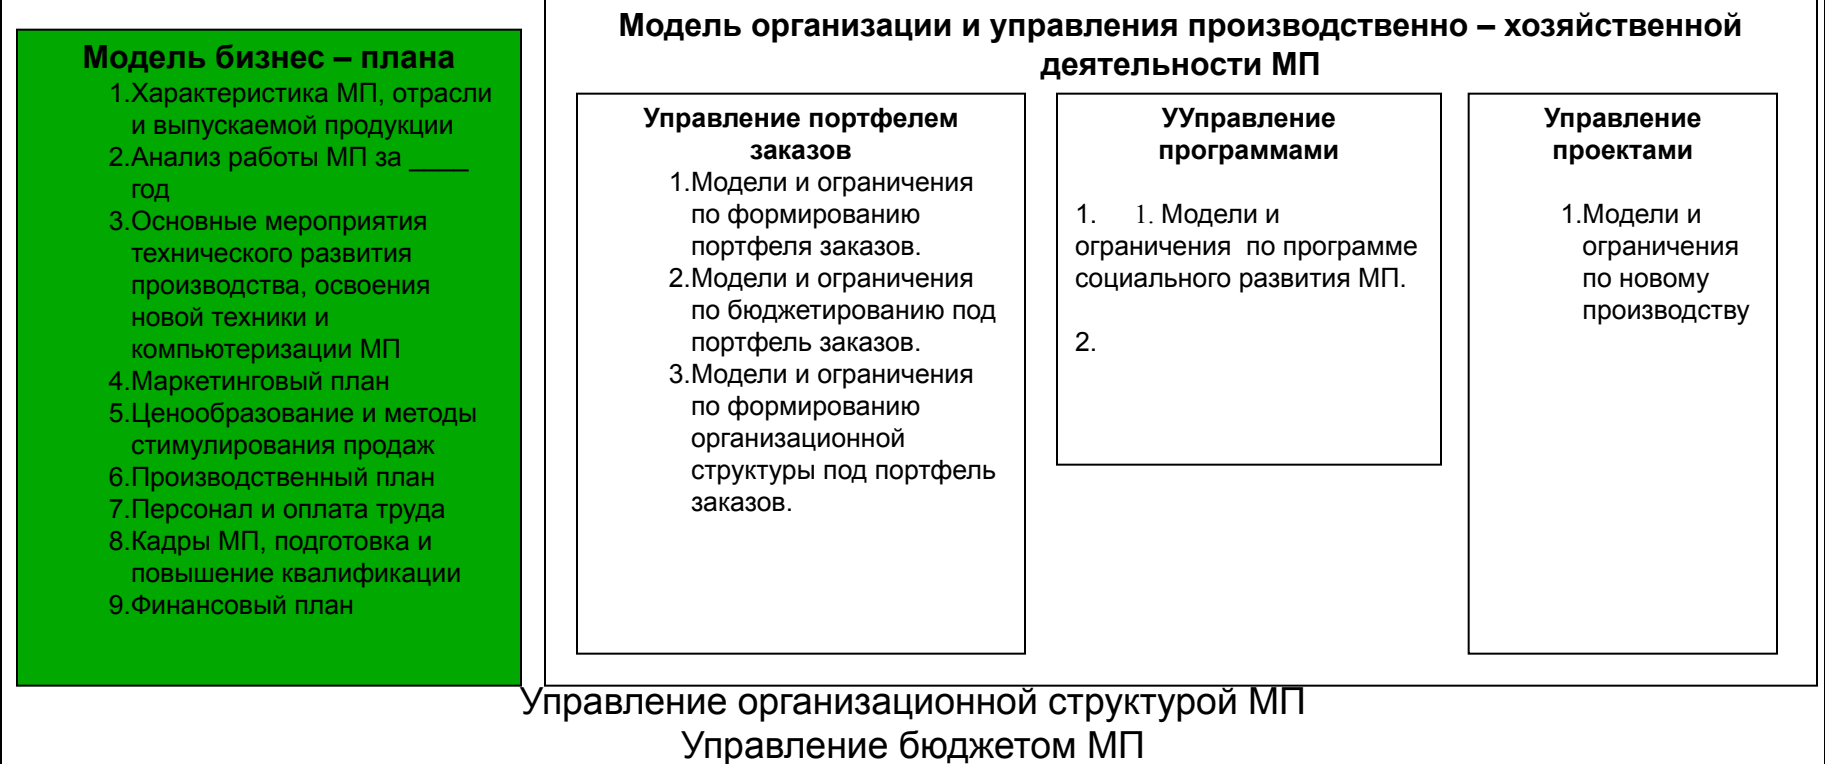 Модель бизнес – плана
1.Характеристика МП, отрасли
и выпускаемой продукции
2.Анализ работы МП за ____
год
3.Основные мероприятия
технического развития
производства, освоения
новой техники и
компьютеризации МП
4.Маркетинговый план
5.Ценообразование и методы
стимулирования продаж
6.Производственный план
7.Персонал и оплата труда
8.Кадры МП, подготовка и
повышение квалификации
9.Финансовый план
Модель организации и управления производственно – хозяйственной
деятельности МП
Управление портфелем
заказов
1.Модели и ограничения
по формированию
портфеля заказов.
2.Модели и ограничения
по бюджетированию под
портфель заказов.
3.Модели и ограничения
по формированию
организационной
структуры под портфель
заказов.
УУправление
программами
1. 1. Модели и
ограничения по программе
социального развития МП.
2.
Управление
проектами
1.Модели и
ограничения
по новому
производству
Управление организационной структурой МП
Управление бюджетом МП